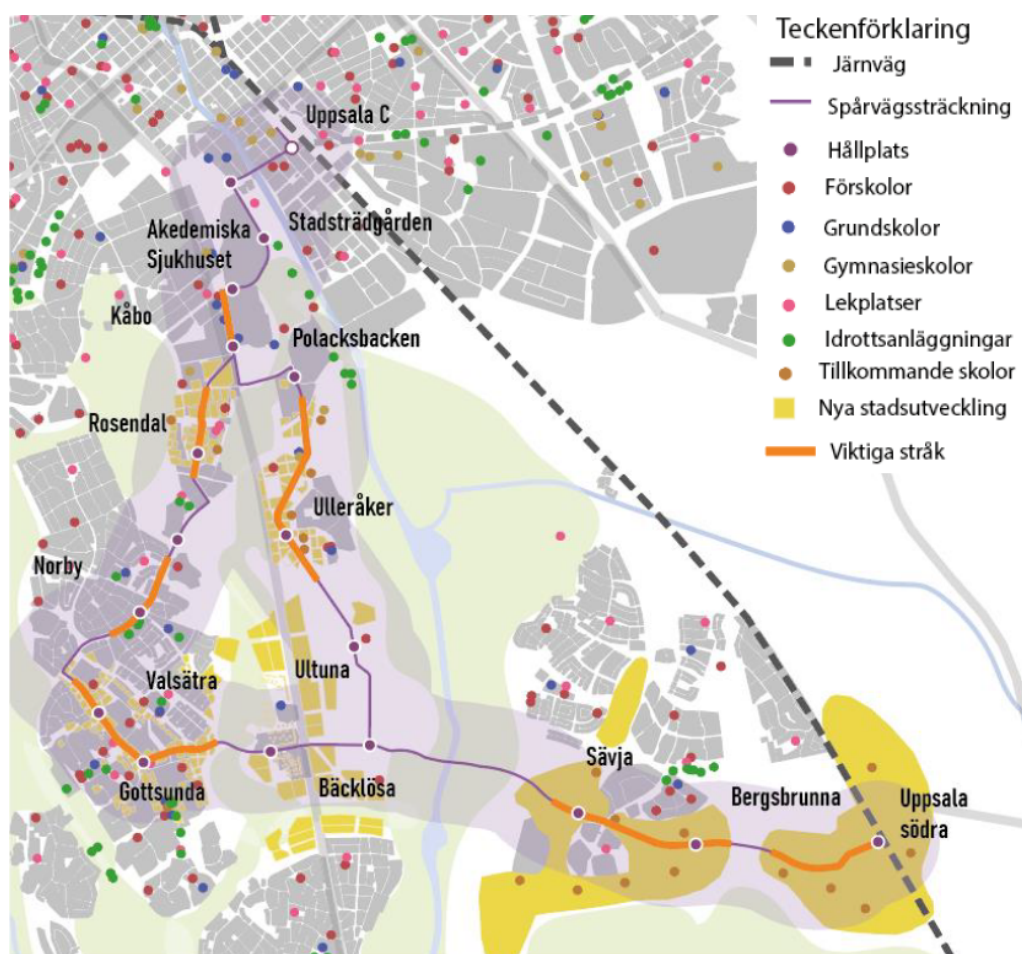 Teckenförklaring
Järnväg
Spårvägssträckning
Hållplats
Förskolor
Grundskolor
Gymnasieskolor
Lekplatser
Idrottsanläggningar
Tillkommande skolor
Nya stadsutveckling
Viktiga stråk
Uppsala C
Akedemiska
Sjukhuset
Stadsträdgården
Kåbo
Polacksbacken
Rosendal
Ulleråker
Norby
Valsätra
Ultuna
Gottsunda
Bäcklösa
Sävja
Bergsbrunna
Uppsala
södra